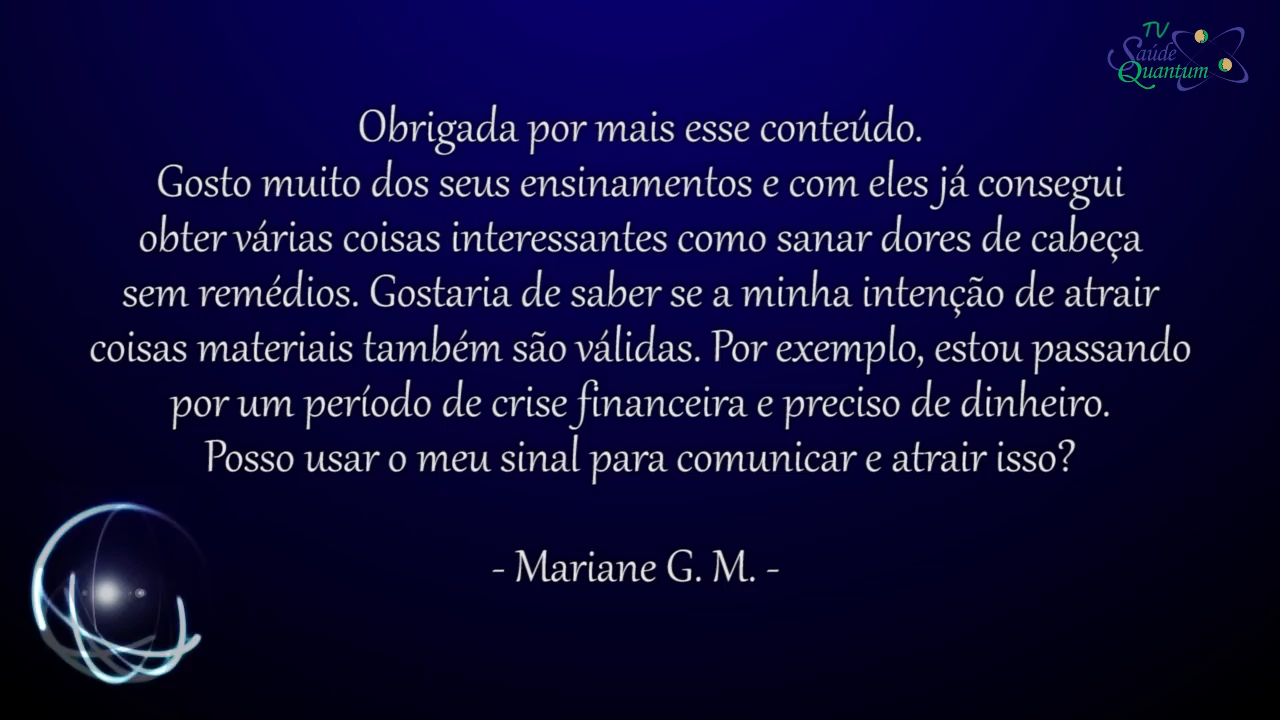 TV
Saúde
Quantum
Obrigada por mais esse conteúdo.
Gosto muito dos seus ensinamentos e com eles já consegui
obter várias coisas interessantes como sanar dores de cabeça
sem remédios. Gostaria de saber se a minha intenção de atrair
coisas materiais também são válidas. Por exemplo, estou passando
por um período de crise financeira e preciso de dinheiro.
Posso usar o meu sinal para comunicar e atrair isso?
- Mariane G. M. -